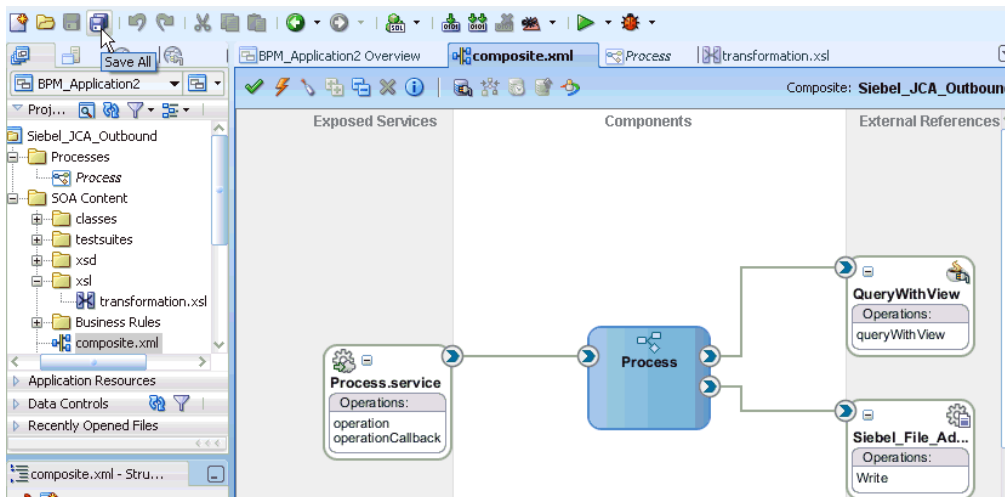 Save All
BPM_Application2 Overview
composite.xml
Process
transformation.xsl
BPM_Application2
Composite: Siebel_JCA_Outboun
Proj...
Siebel_JCA_Outbound
Processes
Process
SOA Content
classes
testsuites
xsd
xsl
transformation.xsl
Business Rules
composite.xml
Application Resources
Data Controls
Recently Opened Files
composite.xml - Stru...
Exposed Services
Components
External References
Process.service
Operations:
operation
operationCallback
Process
QueryWithView
Operations:
queryWithView
Siebel_File_Ad...
Operations:
Write